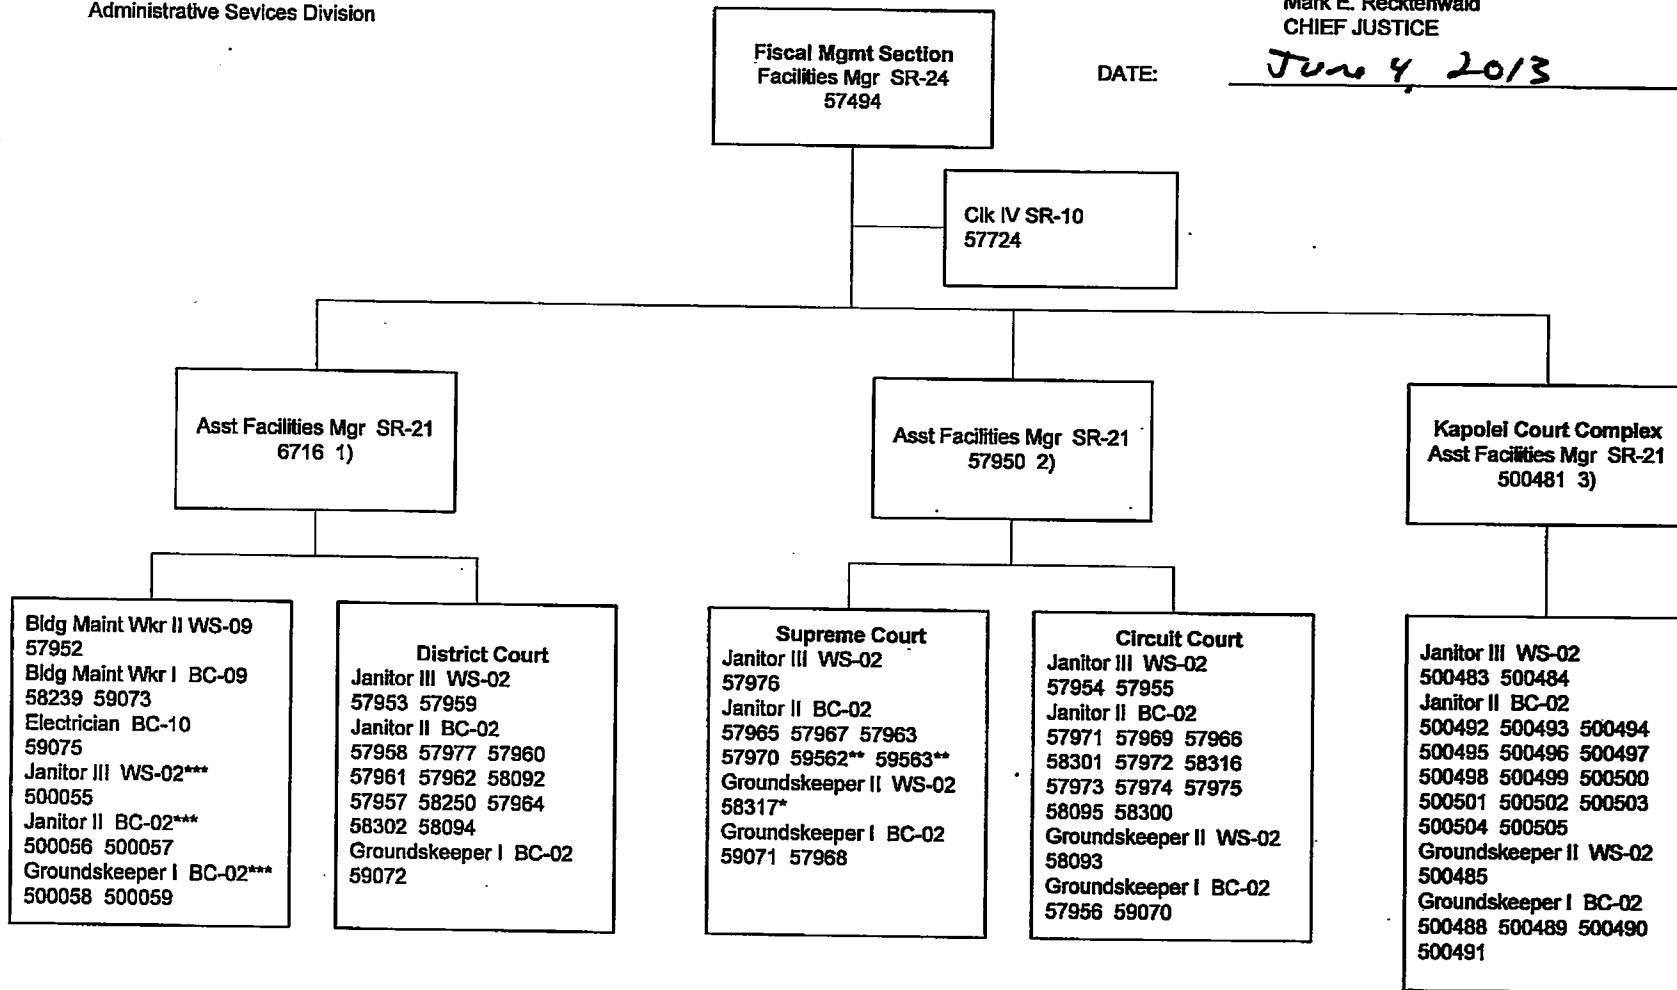 Administrative Sevices Division
Mark E. Recktenwald
CHIEF JUSTICE
DATE:
June 4, 2013
Fiscal Mgmt Section
Facilities Mgr SR-24
57494
Clk IV SR-10
57724
Asst Facilities Mgr SR-21
6716 1)
Asst Facilities Mgr SR-21
57950 2)
Kapolei Court Complex
Asst Facilities Mgr SR-21
500481 3)
Bldg Maint Wkr II WS-09
57952
Bldg Maint Wkr I BC-09
58239 59073
Electrician BC-10
59075
Janitor III WS-02***
500055
Janitor II BC-02***
500056 500057
Groundskeeper I BC-02***
500058 500059
District Court
Janitor III WS-02
57953 57959
Janitor II BC-02
57958 57977 57960
57961 57962 58092
57957 58250 57964
58302 58094
Groundskeeper I BC-02
59072
Supreme Court
Janitor III WS-02
57976
Janitor II BC-02
57965 57967 57963
57970 59562** 59563**
Groundskeeper II WS-02
58317*
Groundskeeper I BC-02
59071 57968
Circuit Court
Janitor III WS-02
57954 57955
Janitor II BC-02
57971 57969 57966
58301 57972 58316
57973 57974 57975
58095 58300
Groundskeeper II WS-02
58093
Groundskeeper I BC-02
57956 59070
Janitor III WS-02
500483 500484
Janitor II BC-02
500492 500493 500494
500495 500496 500497
500498 500499 500500
500501 500502 500503
500504 500505
Groundskeeper II WS-02
500485
Groundskeeper I BC-02
500488 500489 500490
500491